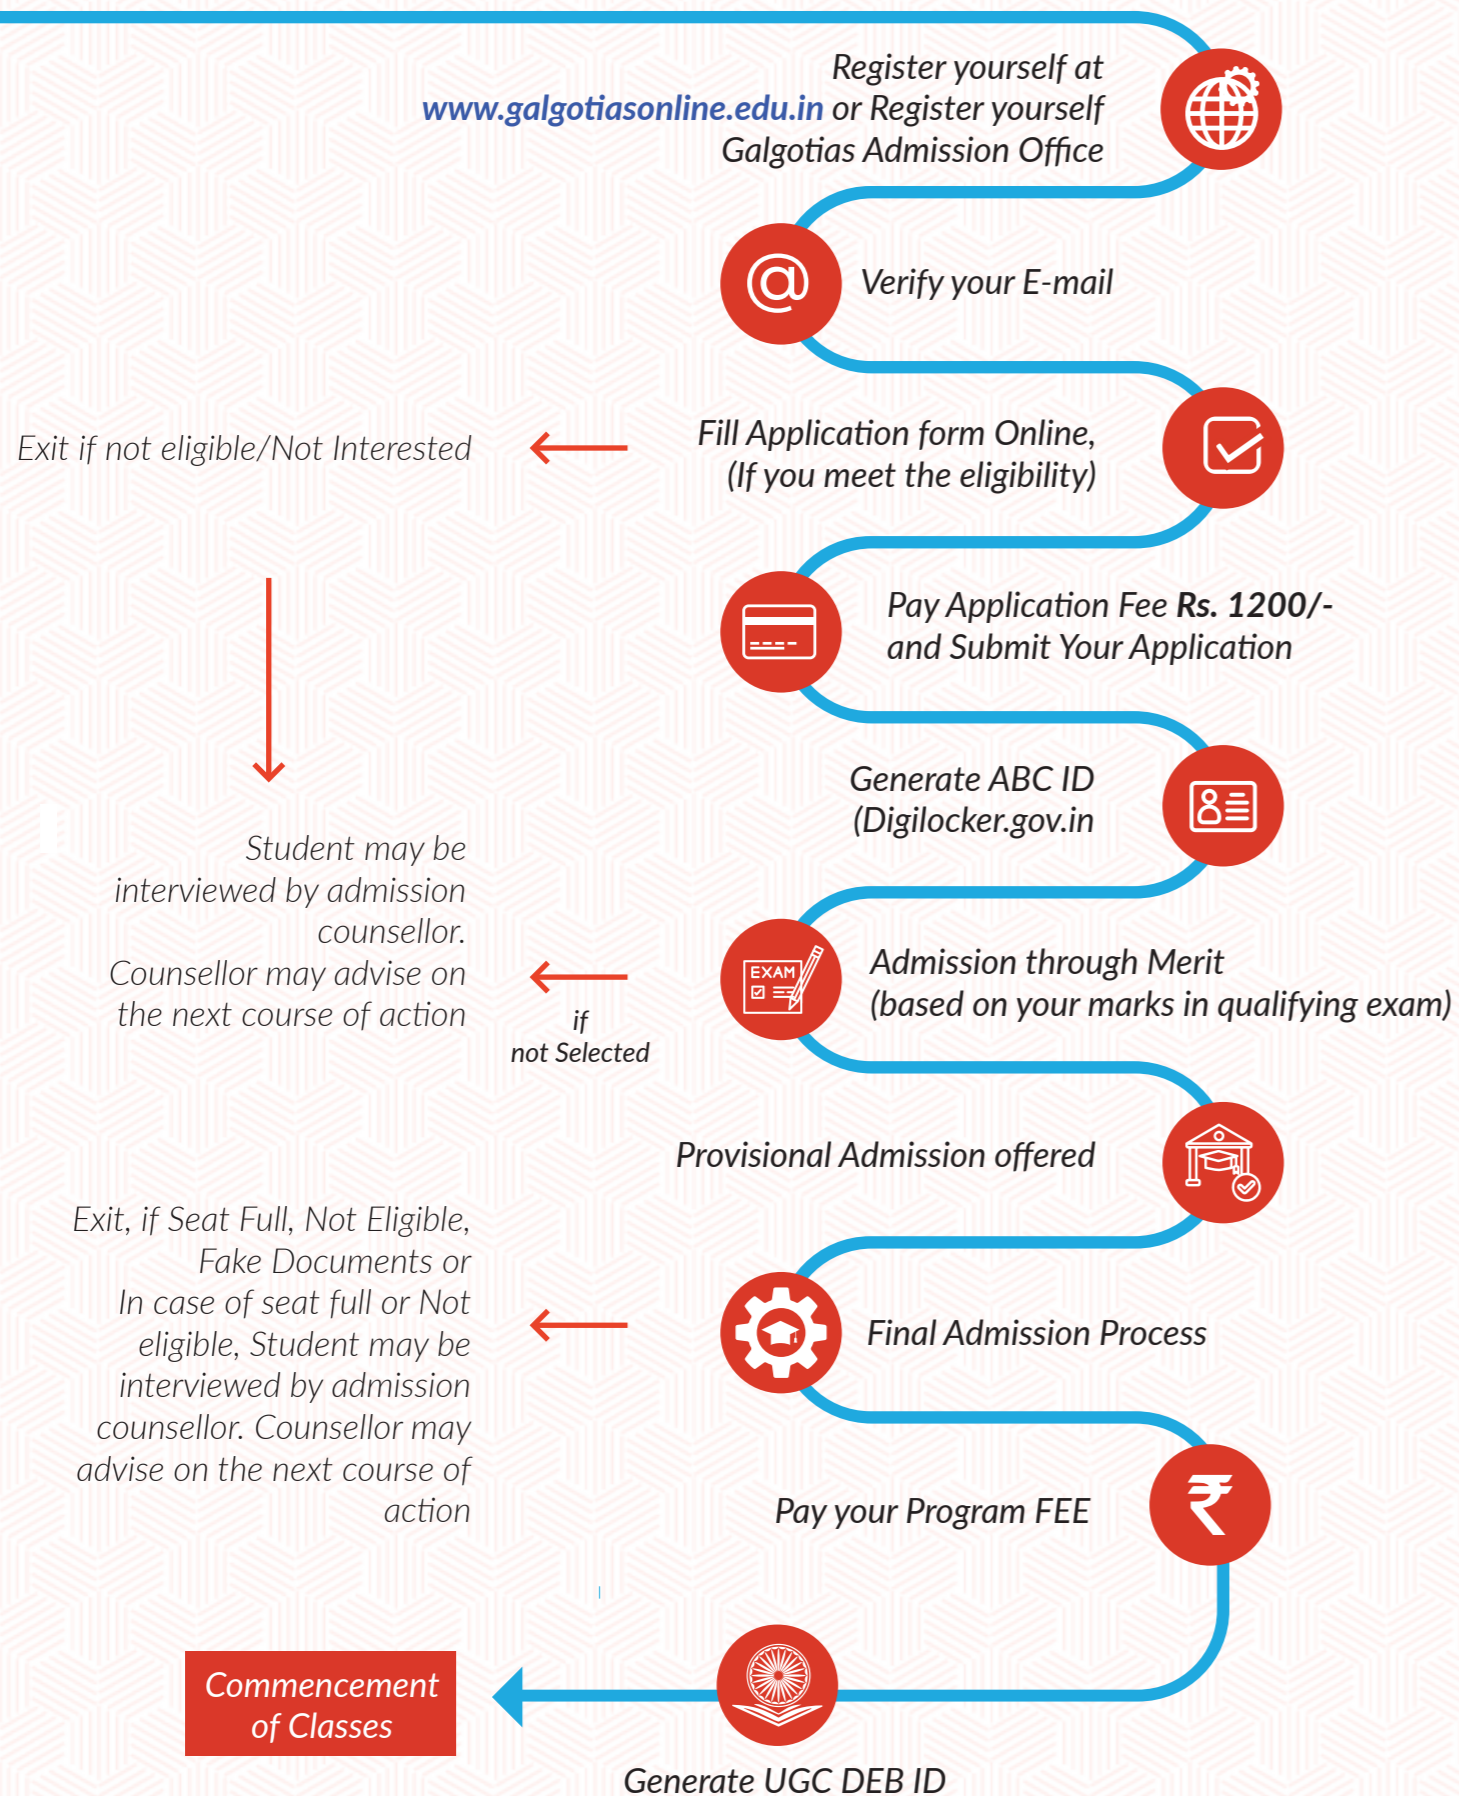 Register yourself at
www.galgotiasonline.edu.in or Register yourself
Galgotias Admission Office
@
Verify your E-mail
Fill Application form Online,
(If you meet the eligibility)
Exit if not eligible/Not Interested
Pay Application Fee Rs. 1200/-
and Submit Your Application
Generate ABC ID
(Digilocker.gov.in
Student may be
interviewed by admission
counsellor.
Counsellor may advise on
the next course of action
if
not Selected
EXAM
Admission through Merit
(based on your marks in qualifying exam)
Provisional Admission offered
Exit, if Seat Full, Not Eligible,
Fake Documents or
In case of seat full or Not
eligible, Student may be
interviewed by admission
counsellor. Counsellor may
advise on the next course of
action
Final Admission Process
Pay your Program FEE
₹
Commencement
of Classes
Generate UGC DEB ID